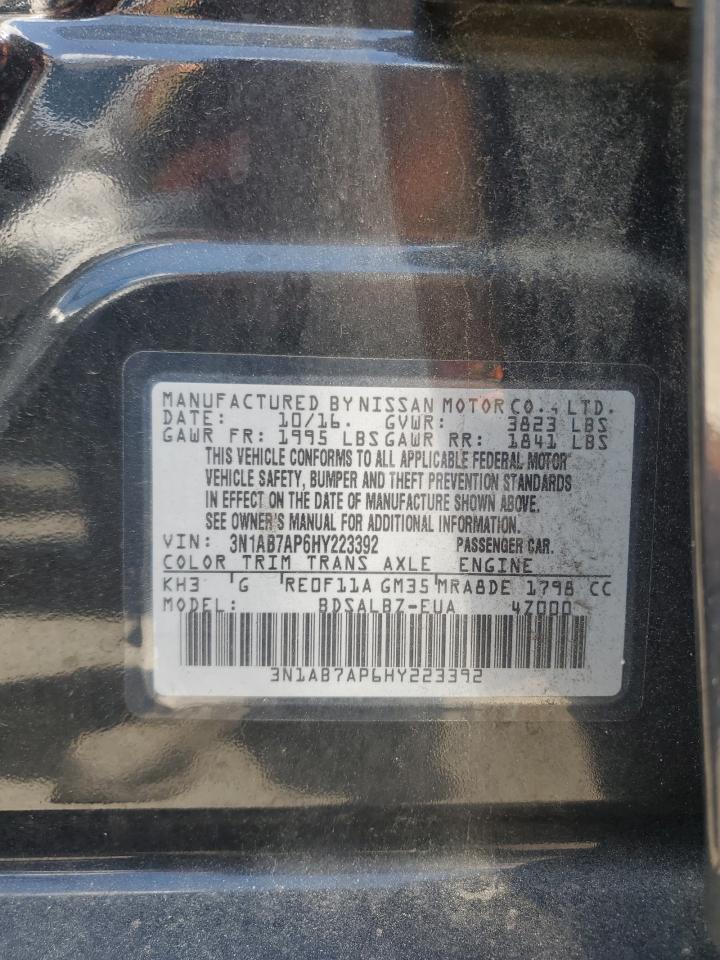 MANUFACTURED BY NISSAN MOTOR CO., LTD.
DATE: 10/16. GVWR: 3823 LBS
GAWR FR: 1995 LBS GAWR RR: 1841 LBS
THIS VEHICLE CONFORMS TO ALL APPLICABLE FEDERAL MOTOR
VEHICLE SAFETY, BUMPER AND THEFT PREVENTION STANDARDS
IN EFFECT ON THE DATE OF MANUFACTURE SHOWN ABOVE.
SEE OWNER'S MANUAL FOR ADDITIONAL INFORMATION.
VIN: 3N1AB7AP6HY223392 PASSENGER CAR.
COLOR TRIM TRANS AXLE ENGINE
KH3 G RE0F11A GM35 MRA8DE 1798 CC
MODEL: BDSALBZ-EUA 4Z000
3N1AB7AP6HY223392